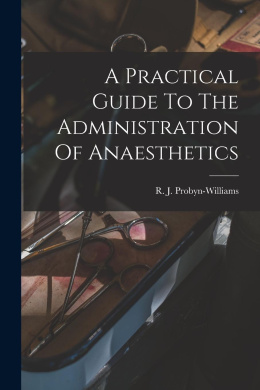 A Practical
Guide To The
Administration
Of Anaesthetics
R. J. Probyn-Williams